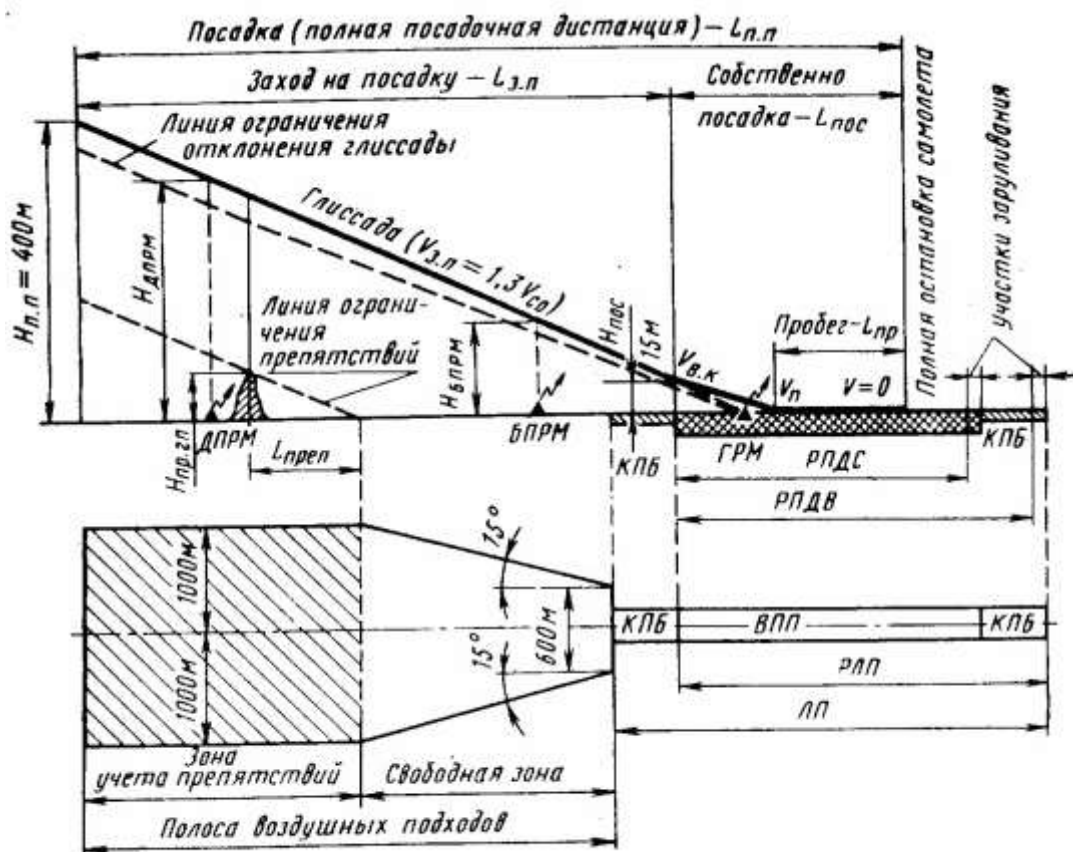 Посадка (полная посадочная дистанция) – Lп.п
Заход на посадку – Lз.п
Собственно
посадка – Lпос
Линия ограничения
отклонения глиссады
Глиссада (Vз.п = 1,3 Vсо)
Полная остановка самолета
участки заруливания
Hп.п = 400м
HДПРМ
Линия ограни-
чения
препятствий
HБПРМ
Hпос
15м
Vв.к
Пробег – Lпр
Vп
V=0
Hпр.гп
ДПРМ
Lпреп
БПРМ
КПБ
ГРМ
КПБ
РПДС
РПДВ
1000м
1000м
15°
15°
600м
КПБ
ВПП
КПБ
РЛП
ЛП
Зона
учета препятствий
Свободная зона
Полоса воздушных подходов